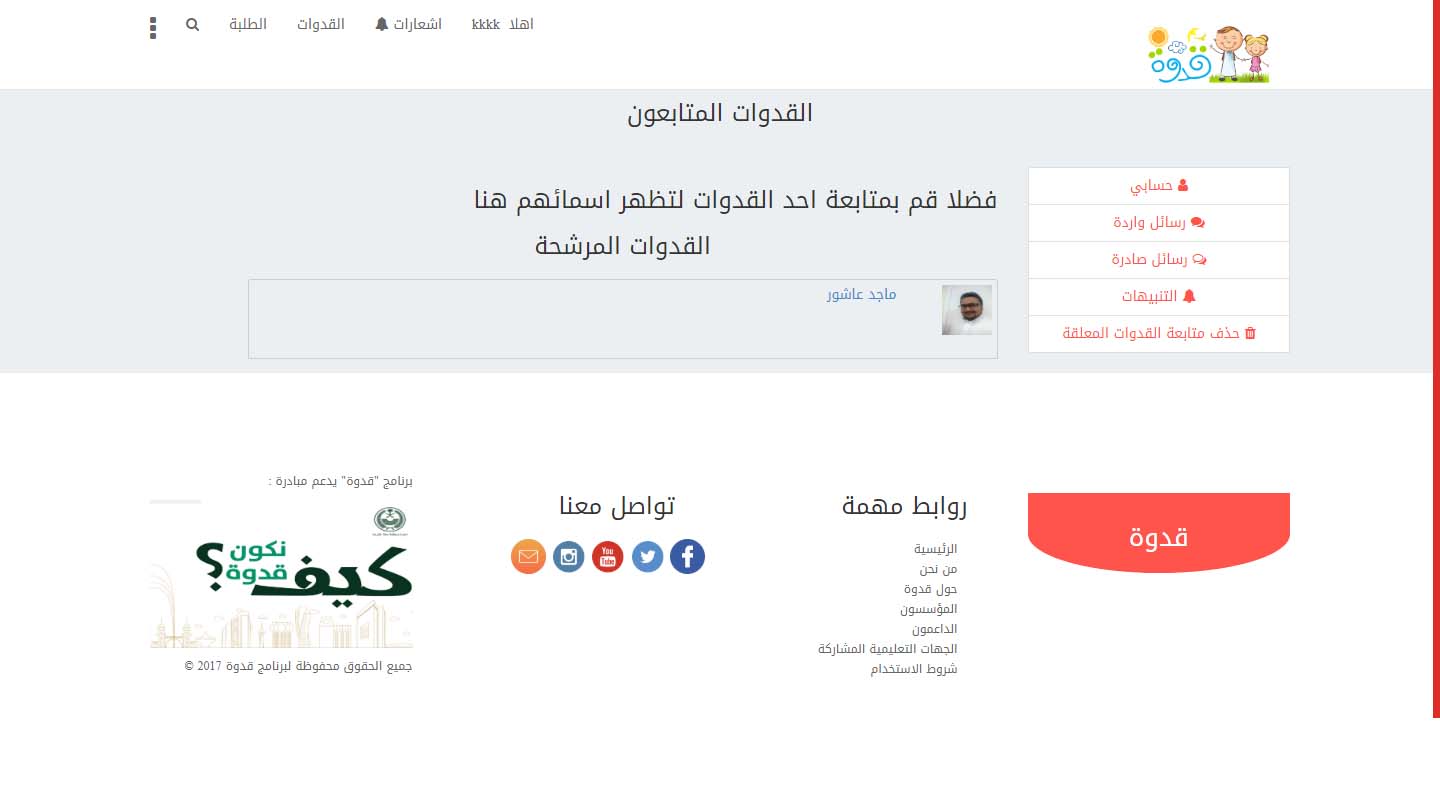 قدوة
اهلا kkkk
اشعارات
القدوات
الطلبة
القدوات المتابعون
حسابي
رسائل واردة
رسائل صادرة
التنبيهات
حذف متابعة القدوات المعلقة
فضلا قم بمتابعة احد القدوات لتظهر اسمائهم هنا
القدوات المرشحة
ماجد عاشور
قدوة
روابط مهمة
الرئيسية
من نحن
حول قدوة
المؤسسون
الداعمون
الجهات التعليمية المشاركة
شروط الاستخدام
تواصل معنا
You
Tube
برنامج "قدوة" يدعم مبادرة :
كيف نكون قدوة؟
جميع الحقوق محفوظة لبرنامج قدوة 2017 ©